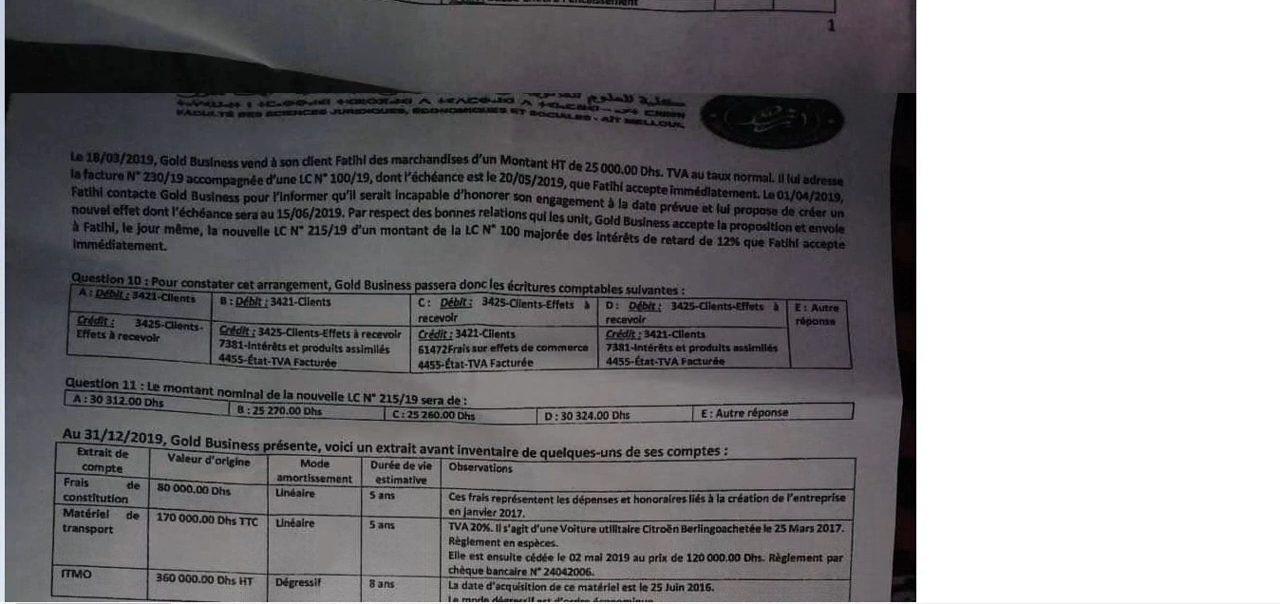 1
FACULTÉ DES SCIENCES JURIDIQUES, ÉCONOMIQUES ET SOCIALES - AÏT MELLOUL
Le 18/03/2019, Gold Business vend à son client Fatihi des marchandises d'un Montant HT de 25 000.00 Dhs. TVA au taux normal. Il lui adresse
la facture N° 230/19 accompagnée d'une LC N° 100/19, dont l'échéance est le 20/05/2019, que Fatihi accepte immédiatement. Le 01/04/2019,
Fatihi contacte Gold Business pour l'informer qu'il serait incapable d'honorer son engagement à la date prévue et lui propose de créer un
nouvel effet dont l'échéance sera au 15/06/2019. Par respect des bonnes relations qui les unit, Gold Business accepte la proposition et envoie
à Fatihi, le jour même, la nouvelle LC N° 215/19 d'un montant de la LC N° 100 majorée des intérêts de retard de 12% que Fatihi accepte
immédiatement.
Question 10 : Pour constater cet arrangement, Gold Business passera donc les écritures comptables suivantes :
A : Débit : 3421-Clients
Crédit : 3425-Clients-
Effets à recevoir
B : Débit : 3421-Clients
Crédit : 3425-Clients-Effets à recevoir
7381-Intérêts et produits assimilés
4455-État-TVA Facturée
C : Débit : 3425-Clients-Effets à
recevoir
Crédit : 3421-Clients
61472Frais sur effets de commerce
4455-État-TVA Facturée
D : Débit : 3425-Clients-Effets à
recevoir
Crédit : 3421-Clients
7381-Intérêts et produits assimilés
4455-État-TVA Facturée
E : Autre
réponse
Question 11 : Le montant nominal de la nouvelle LC N° 215/19 sera de :
A : 30 312.00 Dhs B : 25 270.00 Dhs C : 25 260.00 Dhs D : 30 324.00 Dhs E : Autre réponse
Au 31/12/2019, Gold Business présente, voici un extrait avant inventaire de quelques-uns de ses comptes :
Extrait de
compte
Valeur d'origine
Mode
amortissement
Durée de vie
estimative
Observations
Frais de
constitution
80 000.00 Dhs
Linéaire
5 ans
Ces frais représentent les dépenses et honoraires liés à la création de l'entreprise
en janvier 2017.
Matériel de
transport
170 000.00 Dhs TTC
Linéaire
5 ans
TVA 20%. Il s'agit d'une Voiture utilitaire Citroën Berlingoachetée le 25 Mars 2017.
Règlement en espèces.
Elle est ensuite cédée le 02 mai 2019 au prix de 120 000.00 Dhs. Règlement par
chèque bancaire N° 24042006.
ITMO
360 000.00 Dhs HT
Dégressif
8 ans
La date d'acquisition de ce matériel est le 25 Juin 2016.
Le mode dégressif est d'ordre économique